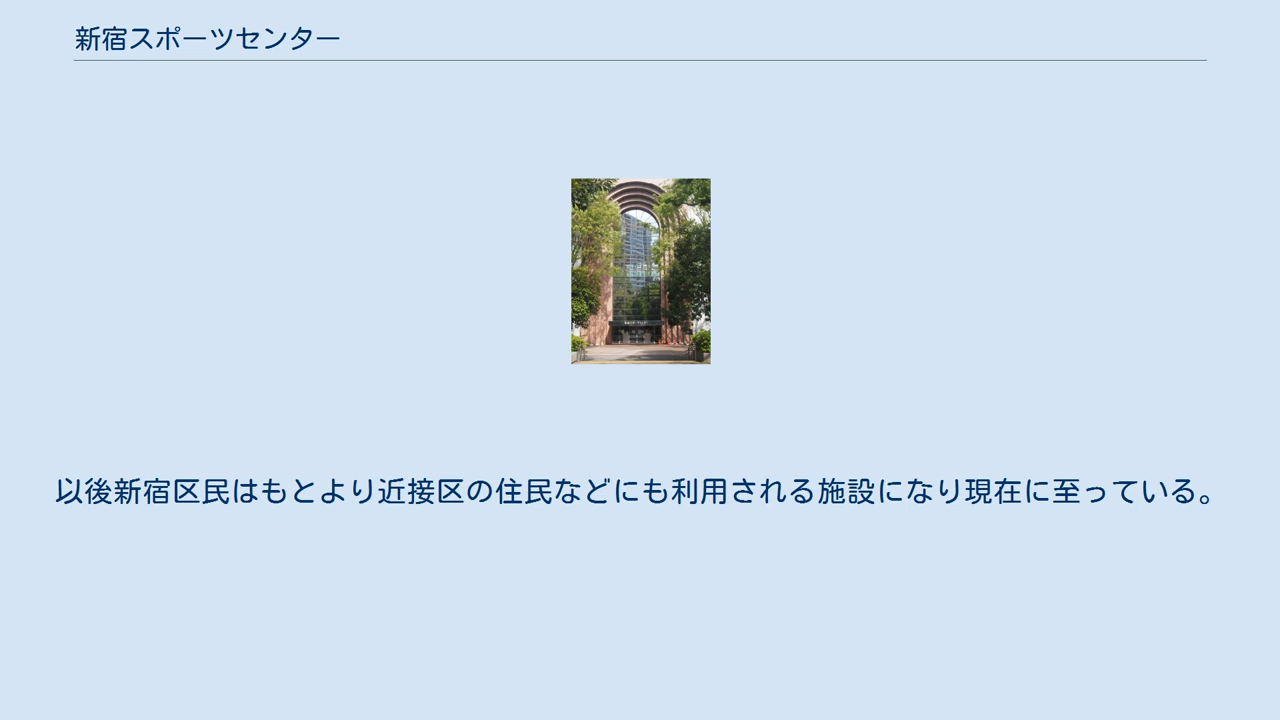 新宿スポーツセンター
以後新宿区民はもとより近接区の住民などにも利用される施設になり現在に至っている。